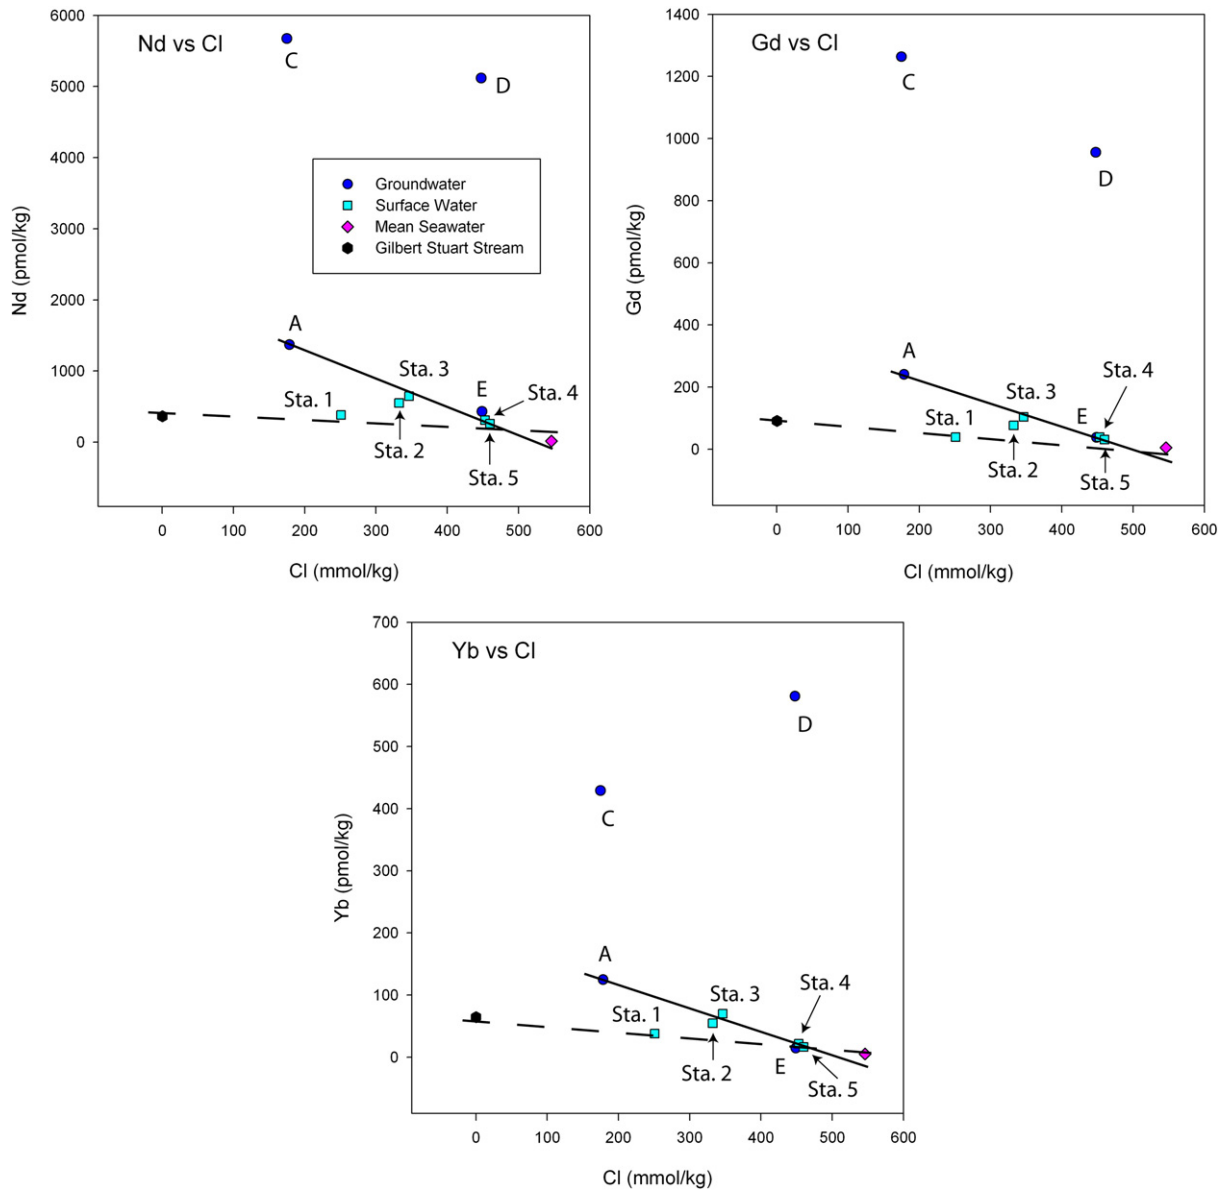 Nd vs Cl
6000
5000
4000
3000
2000
1000
0
Nd (pmol/kg)
C
D
Groundwater
Surface Water
Mean Seawater
Gilbert Stuart Stream
A
Sta. 3
E
Sta. 4
Sta. 1
Sta. 2
Sta. 5
0 100 200 300 400 500 600
Cl (mmol/kg)
Gd vs Cl
1400
1200
1000
800
600
400
200
0
Gd (pmol/kg)
C
D
A
Sta. 4
Sta. 3
E
Sta. 1
Sta. 2
Sta. 5
0 100 200 300 400 500 600
Cl (mmol/kg)
Yb vs Cl
700
600
500
400
300
200
100
0
Yb (pmol/kg)
D
C
A
Sta. 4
Sta. 3
Sta. 1
E
Sta. 2
Sta. 5
0 100 200 300 400 500 600
Cl (mmol/kg)